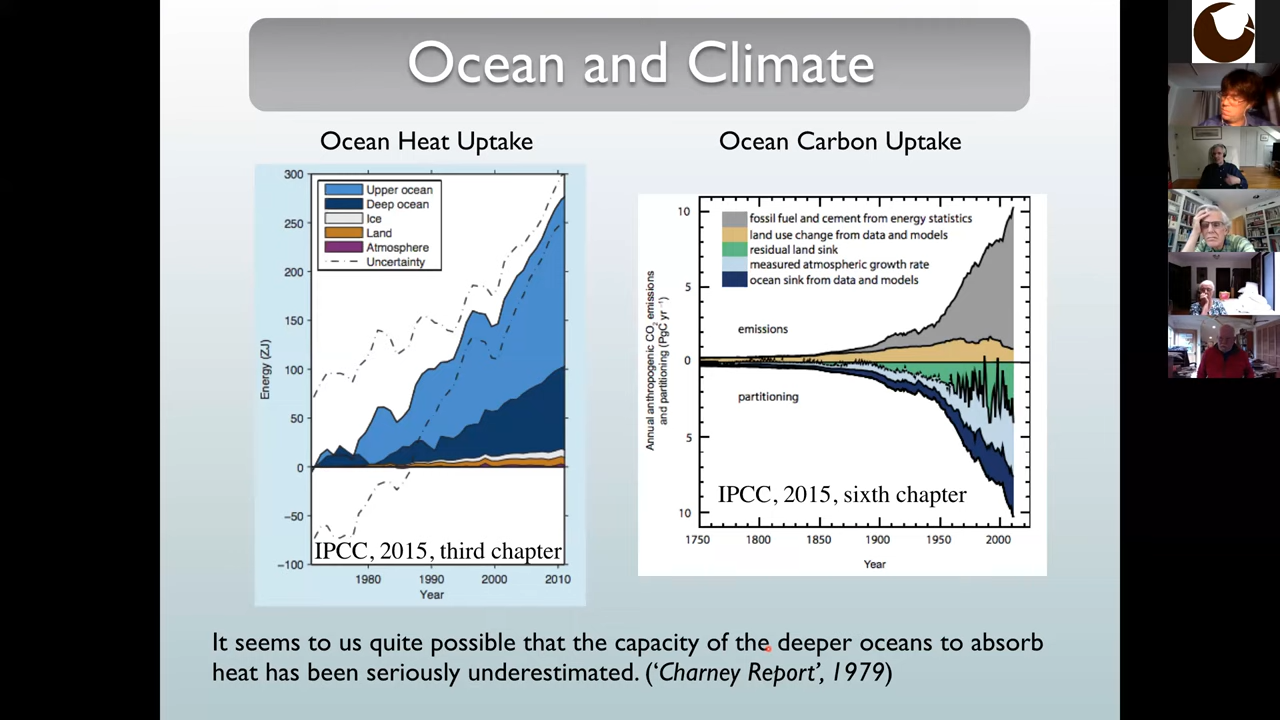 Ocean and Climate
Ocean Heat Uptake
300
250
200
150
100
50
0
−50
−100
Energy (ZJ)
Upper ocean
Deep ocean
Ice
Land
Atmosphere
Uncertainty
IPCC, 2015, third chapter
1980 1990 2000 2010
Year
Ocean Carbon Uptake
10
5
0
5
10
Annual anthropogenic CO2 emissions
and partitioning (PgC yr⁻¹)
fossil fuel and cement from energy statistics
land use change from data and models
residual land sink
measured atmospheric growth rate
ocean sink from data and models
emissions
partitioning
IPCC, 2015, sixth chapter
1750 1800 1850 1900 1950 2000
Year
It seems to us quite possible that the capacity of the deeper oceans to absorb
heat has been seriously underestimated. (‘Charney Report’, 1979)